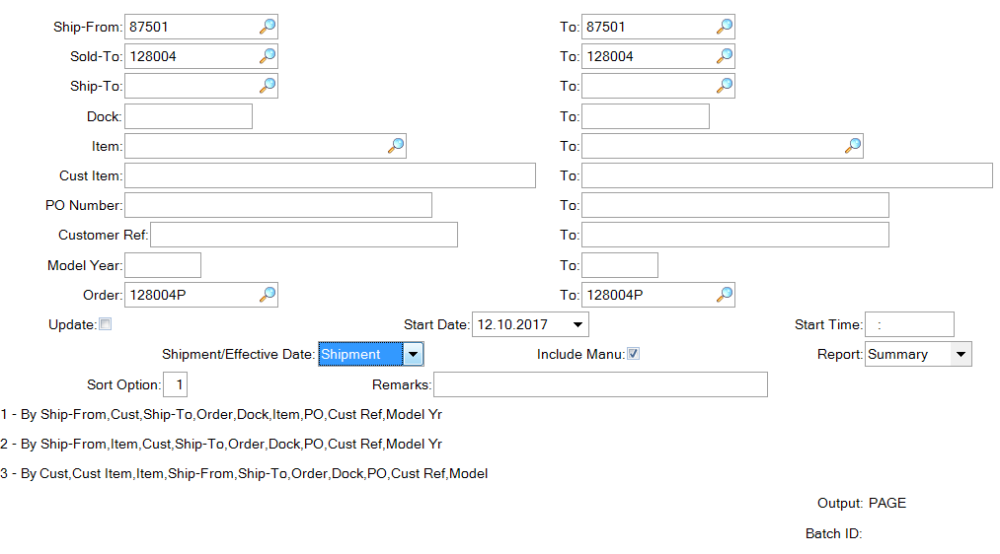 Ship-From: 87501 To: 87501
Sold-To: 128004 To: 128004
Ship-To: To:
Dock: To:
Item: To:
Cust Item: To:
PO Number: To:
Customer Ref: To:
Model Year: To:
Order: 128004P To: 128004P
Update: Start Date: 12.10.2017 Start Time: :
Shipment/Effective Date: Shipment Include Manu: Report: Summary
Sort Option: 1 Remarks:
1 - By Ship-From,Cust,Ship-To,Order,Dock,Item,PO,Cust Ref,Model Yr
2 - By Ship-From,Item,Cust,Ship-To,Order,Dock,PO,Cust Ref,Model Yr
3 - By Cust,Cust Item,Item,Ship-From,Ship-To,Order,Dock,PO,Cust Ref,Model
Output: PAGE
Batch ID: